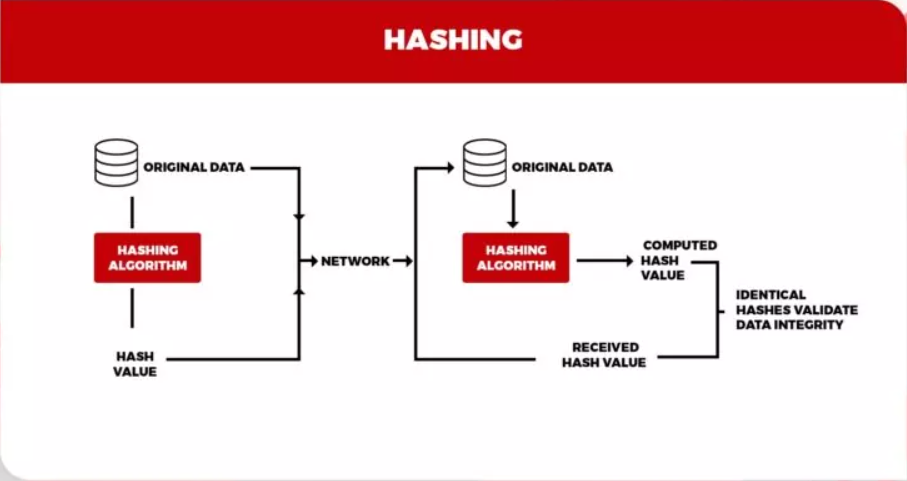 HASHING
ORIGINAL DATA
HASHING
ALGORITHM
HASH
VALUE
NETWORK
ORIGINAL DATA
HASHING
ALGORITHM
COMPUTED
HASH
VALUE
RECEIVED
HASH VALUE
IDENTICAL
HASHES VALIDATE
DATA INTEGRITY